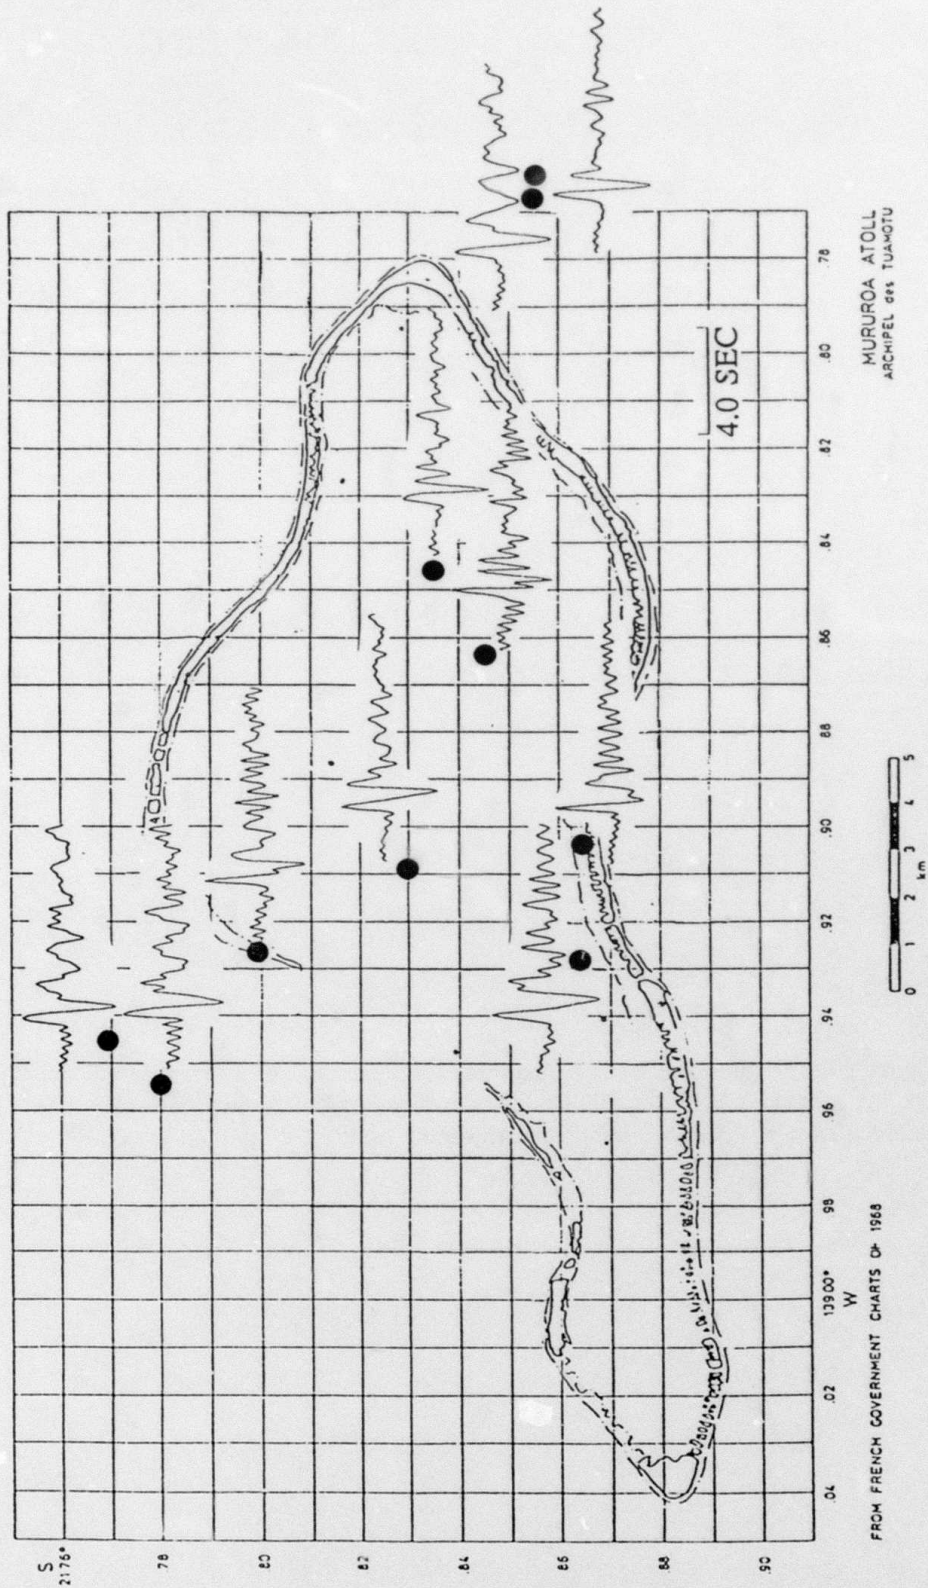 S
21.76°
.78
.80
.82
.84
.86
.88
.90
.04
.02
139.00°
W
.98
.96
.94
.92
.90
.88
.86
.84
.82
.80
.78
4.0 SEC
MURUROA ATOLL
ARCHIPEL des TUAMOTU
0 1 2 3 4 5
km
FROM FRENCH GOVERNMENT CHARTS OF 1968